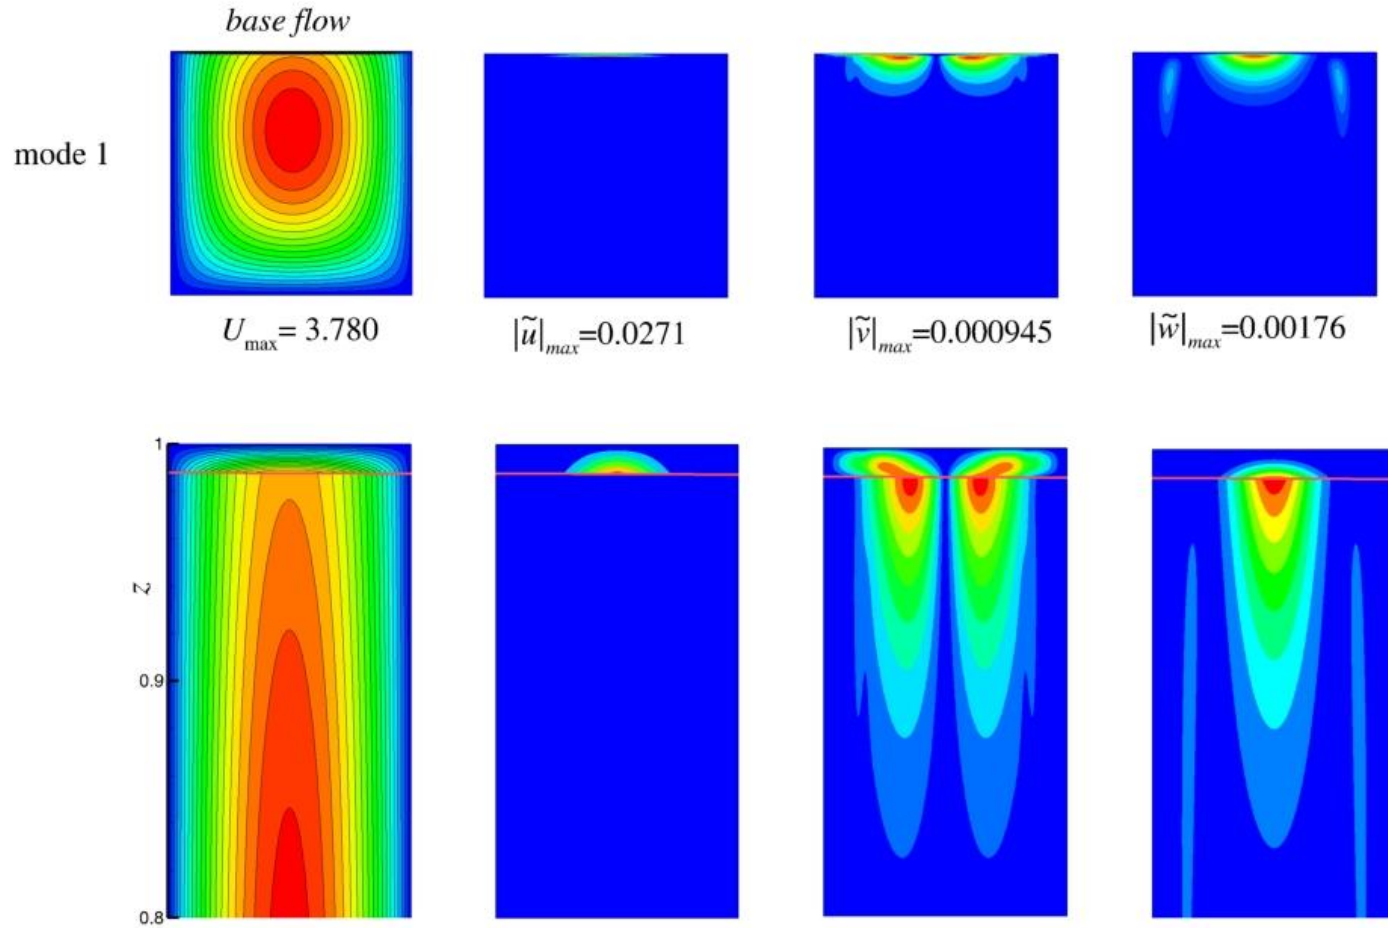 base flow
mode 1
U_max = 3.780
|ũ|_max=0.0271
|ṽ|_max=0.000945
|w̃|_max=0.00176
1
z
0.9
0.8